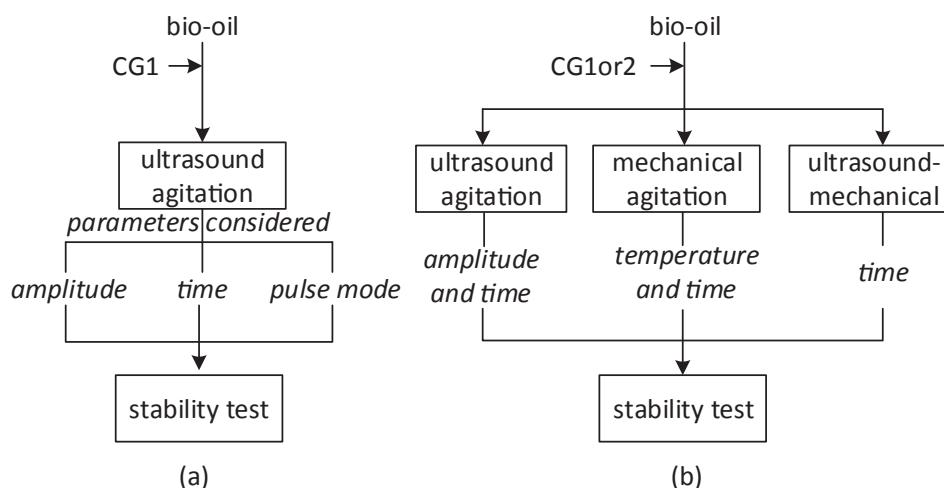 bio-oil
CG1
ultrasound
agitation
parameters considered
amplitude
time
pulse mode
stability test
(a)
bio-oil
CG1or2
ultrasound
agitation
mechanical
agitation
ultrasound-
mechanical
amplitude
and time
temperature
and time
time
stability test
(b)